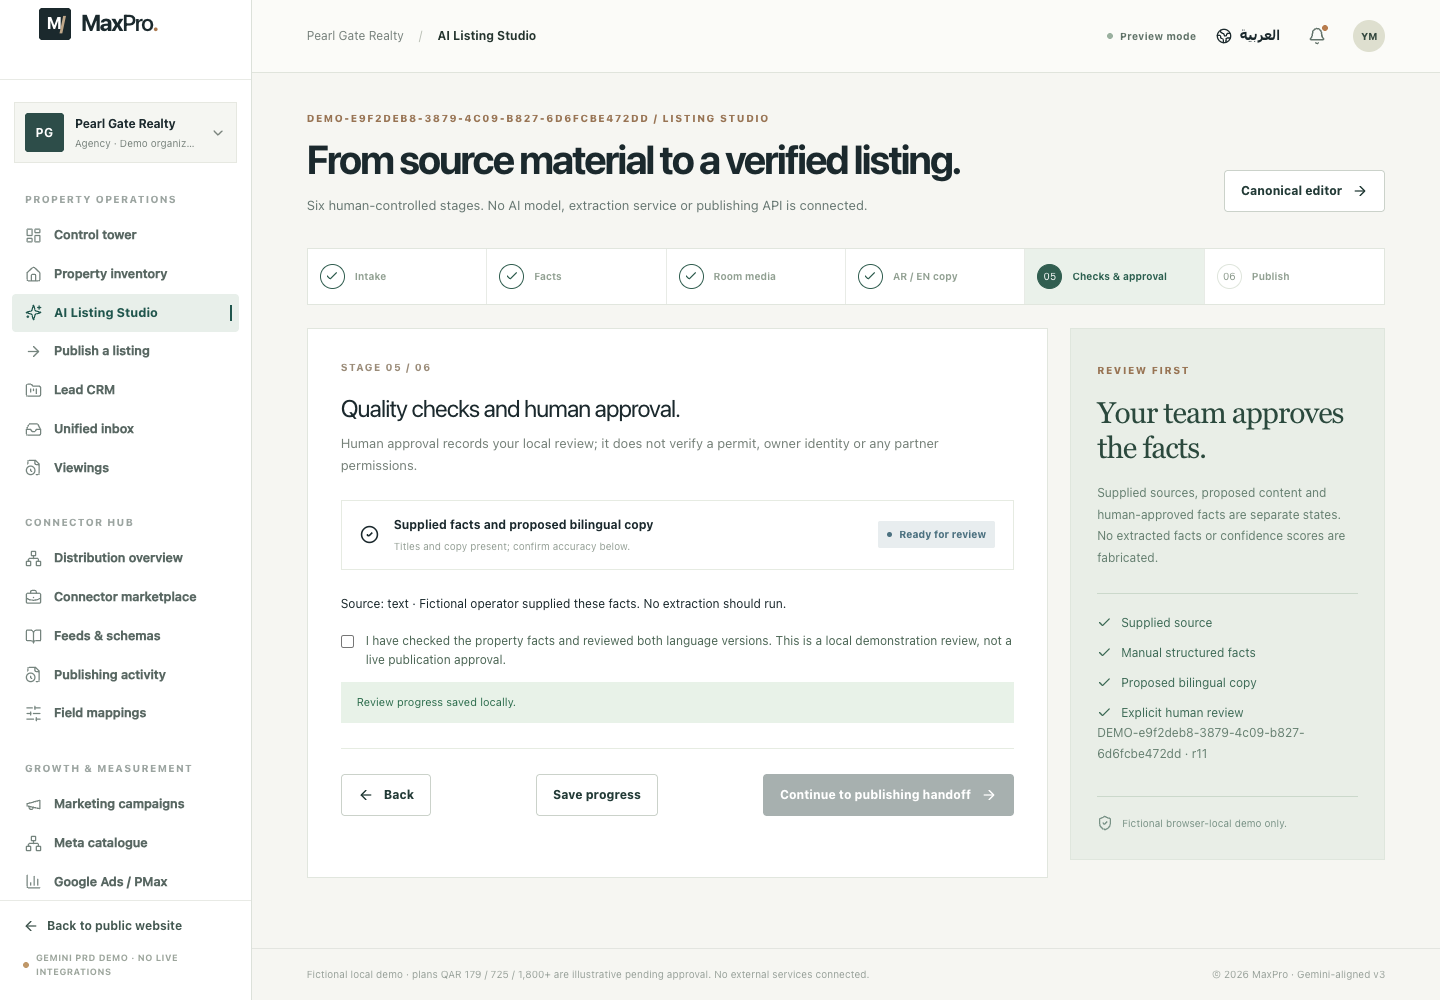 M/ MaxPro.
PG
Pearl Gate Realty
Agency · Demo organiz...
PROPERTY OPERATIONS
Control tower
Property inventory
AI Listing Studio
Publish a listing
Lead CRM
Unified inbox
Viewings
CONNECTOR HUB
Distribution overview
Connector marketplace
Feeds & schemas
Publishing activity
Field mappings
GROWTH & MEASUREMENT
Marketing campaigns
Meta catalogue
Google Ads / PMax
Back to public website
GEMINI PRD DEMO · NO LIVE
INTEGRATIONS
Pearl Gate Realty / AI Listing Studio
Preview mode
العربية
YM
DEMO-E9F2DEB8-3879-4C09-B827-6D6FCBE472DD / LISTING STUDIO
From source material to a verified listing.
Six human-controlled stages. No AI model, extraction service or publishing API is connected.
Canonical editor
Intake
Facts
Room media
AR / EN copy
05 Checks & approval
06 Publish
STAGE 05 / 06
Quality checks and human approval.
Human approval records your local review; it does not verify a permit, owner identity or any partner
permissions.
Supplied facts and proposed bilingual copy
Titles and copy present; confirm accuracy below.
Ready for review
Source: text · Fictional operator supplied these facts. No extraction should run.
I have checked the property facts and reviewed both language versions. This is a local demonstration review, not a
live publication approval.
Review progress saved locally.
Back
Save progress
Continue to publishing handoff
REVIEW FIRST
Your team approves
the facts.
Supplied sources, proposed content and
human-approved facts are separate states.
No extracted facts or confidence scores are
fabricated.
Supplied source
Manual structured facts
Proposed bilingual copy
Explicit human review
DEMO-e9f2deb8-3879-4c09-b827-
6d6fcbe472dd · r11
Fictional browser-local demo only.
Fictional local demo · plans QAR 179 / 725 / 1,800+ are illustrative pending approval. No external services connected.
© 2026 MaxPro · Gemini-aligned v3